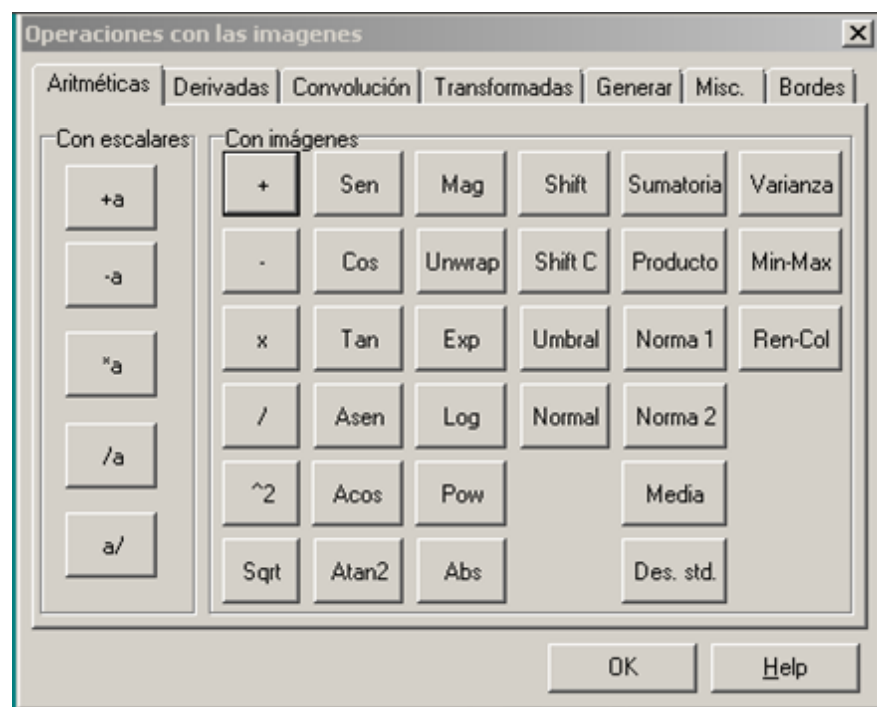 Operaciones con las imagenes
Aritméticas Derivadas Convolución Transformadas Generar Misc. Bordes
Con escalares Con imágenes
+a
-a
*a
/a
a/
+ Sen Mag Shift Sumatoria Varianza
- Cos Unwrap Shift C Producto Min-Max
x Tan Exp Umbral Norma 1 Ren-Col
/ Asen Log Normal Norma 2
^2 Acos Pow Media
Sqrt Atan2 Abs Des. std.
OK Help